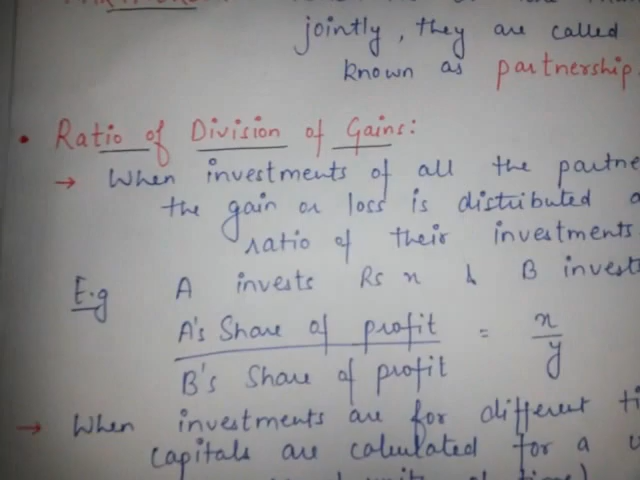 jointly, they are called
known as partnership.
• Ratio of Division of Gains:
→ When investments of all the partne
the gain or loss is distributed
ratio of their investments
E.g A invests Rs x & B invest
A's Share of profit = x
B's Share of profit y
→ When investments are for different ti
capitals are calculated for a
time)